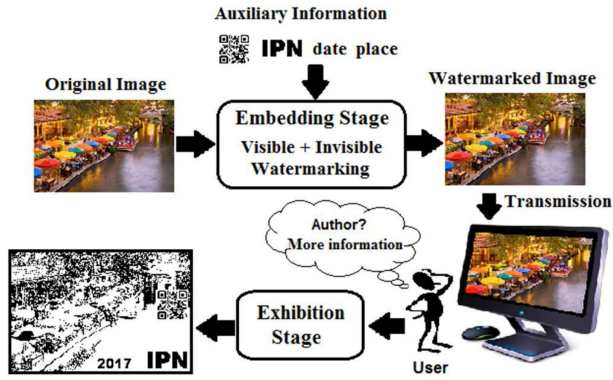 Auxiliary Information
IPN date place
Original Image
Embedding Stage
Visible + Invisible
Watermarking
Watermarked Image
Transmission
Author?
More information
Exhibition
Stage
User
2017 IPN